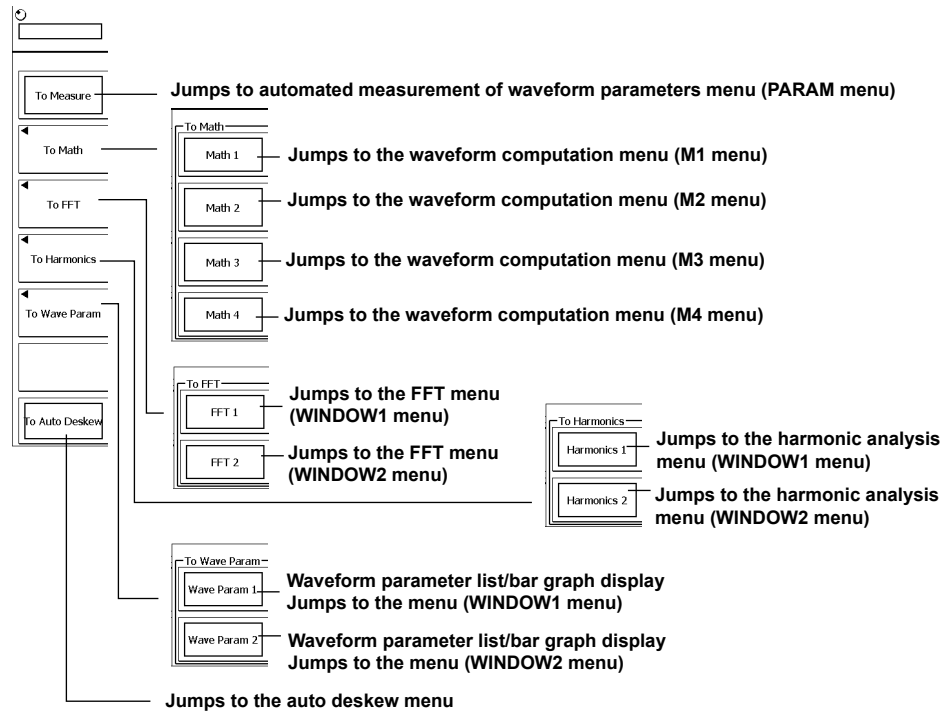 To Measure
Jumps to automated measurement of waveform parameters menu (PARAM menu)
To Math
To FFT
To Harmonics
To Wave Param
To Auto Deskew
To Math
Math 1
Jumps to the waveform computation menu (M1 menu)
Math 2
Jumps to the waveform computation menu (M2 menu)
Math 3
Jumps to the waveform computation menu (M3 menu)
Math 4
Jumps to the waveform computation menu (M4 menu)
To FFT
FFT 1
Jumps to the FFT menu
(WINDOW1 menu)
FFT 2
Jumps to the FFT menu
(WINDOW2 menu)
To Harmonics
Harmonics 1
Jumps to the harmonic analysis
menu (WINDOW1 menu)
Harmonics 2
Jumps to the harmonic analysis
menu (WINDOW2 menu)
To Wave Param
Wave Param 1
Waveform parameter list/bar graph display
Jumps to the menu (WINDOW1 menu)
Wave Param 2
Waveform parameter list/bar graph display
Jumps to the menu (WINDOW2 menu)
Jumps to the auto deskew menu